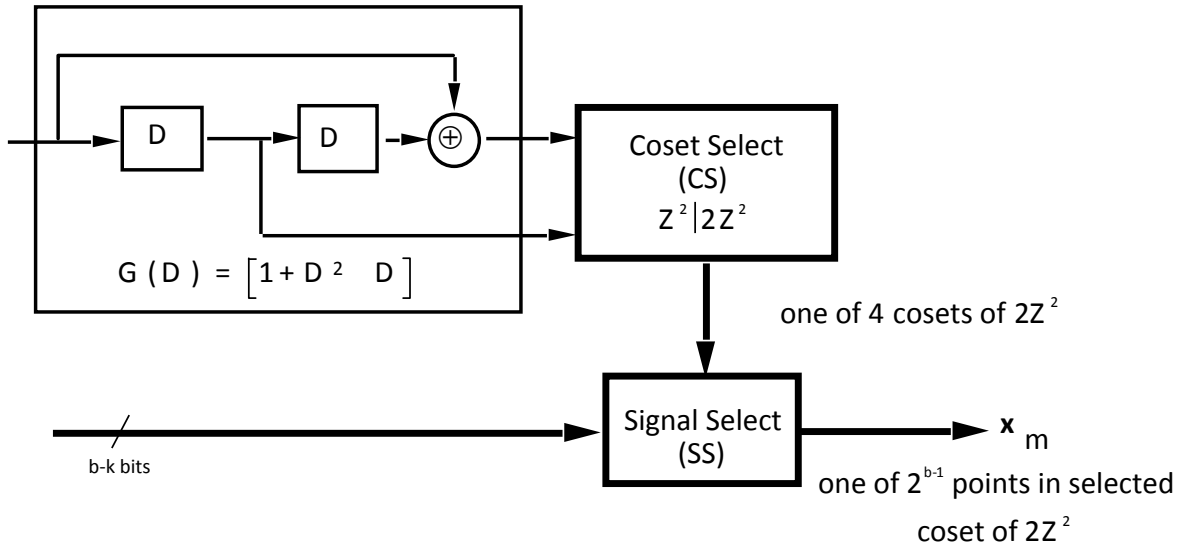 D
D
⊕
G (D) = [1 + D² D]
Coset Select
(CS)
Z² | 2Z²
one of 4 cosets of 2Z²
Signal Select
(SS)
b-k bits
x m
one of 2^{b-1} points in selected
coset of 2Z²